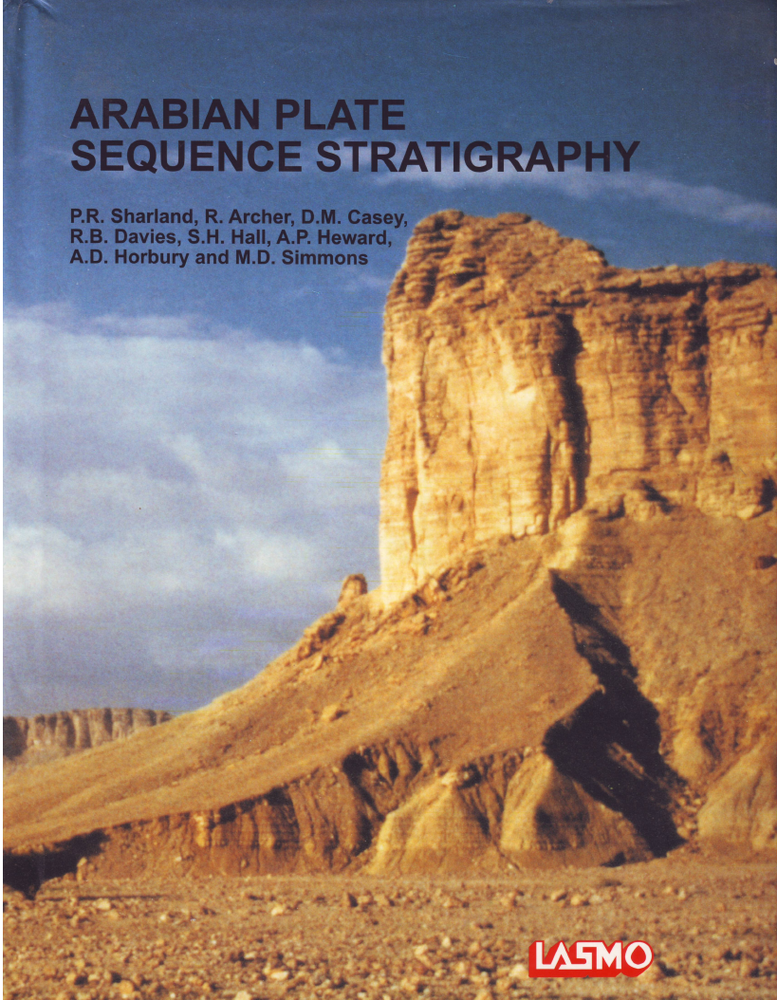 ARABIAN PLATE
SEQUENCE STRATIGRAPHY
P.R. Sharland, R. Archer, D.M. Casey,
R.B. Davies, S.H. Hall, A.P. Heward,
A.D. Horbury and M.D. Simmons
LASMO